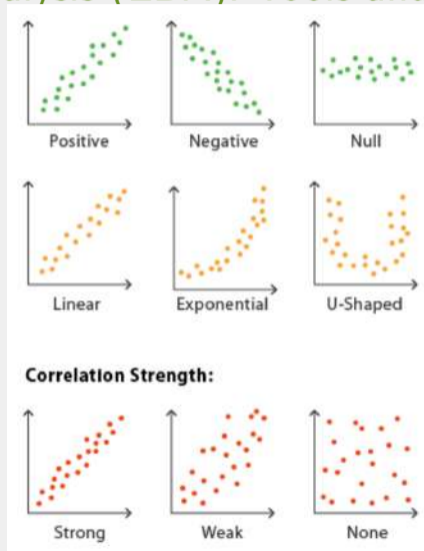 Positive Negative Null
Linear Exponential U-Shaped
Correlation Strength:
Strong Weak None